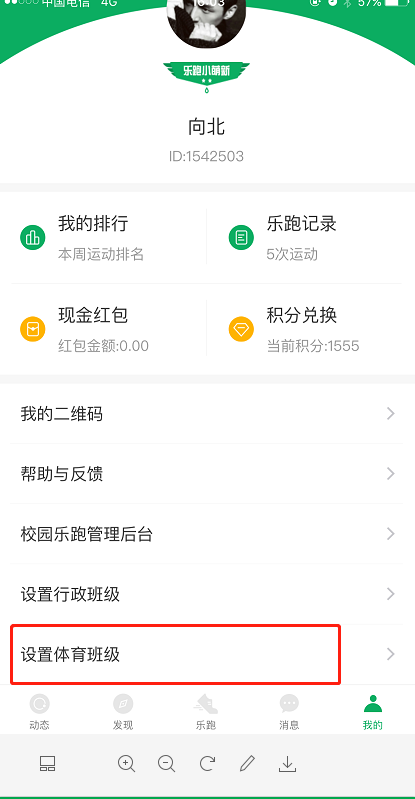 中国电信 4G 16:03 57%
乐跑小萌新
向北
ID:1542503
我的排行
本周运动排名
乐跑记录
5次运动
现金红包
红包金额:0.00
积分兑换
当前积分:1555
我的二维码
帮助与反馈
校园乐跑管理后台
设置行政班级
设置体育班级
动态 发现 乐跑 消息 我的